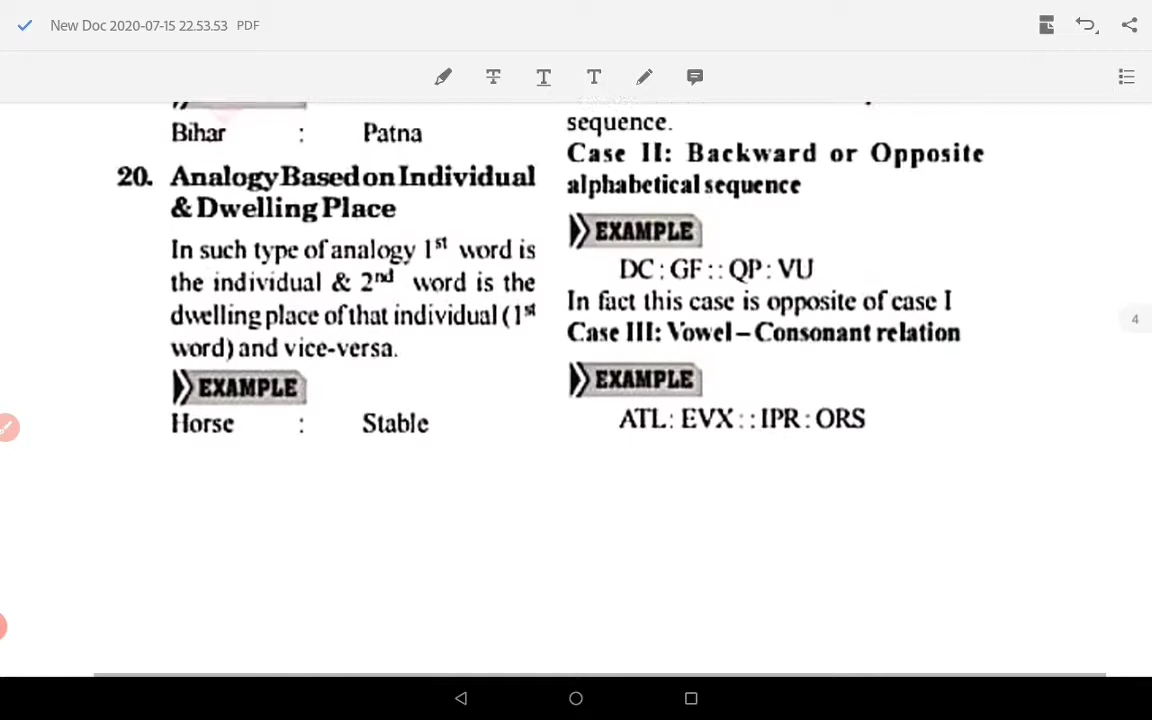 New Doc 2020-07-15 22.53.53 PDF
Bihar : Patna
20. Analogy Based on Individual
& Dwelling Place
In such type of analogy 1st word is
the individual & 2nd word is the
dwelling place of that individual (1st
word) and vice-versa.
EXAMPLE
Horse : Stable
sequence.
Case II: Backward or Opposite
alphabetical sequence
EXAMPLE
DC : GF : : QP : VU
In fact this case is opposite of case I
Case III: Vowel – Consonant relation
EXAMPLE
ATL : EVX : : IPR : ORS
4